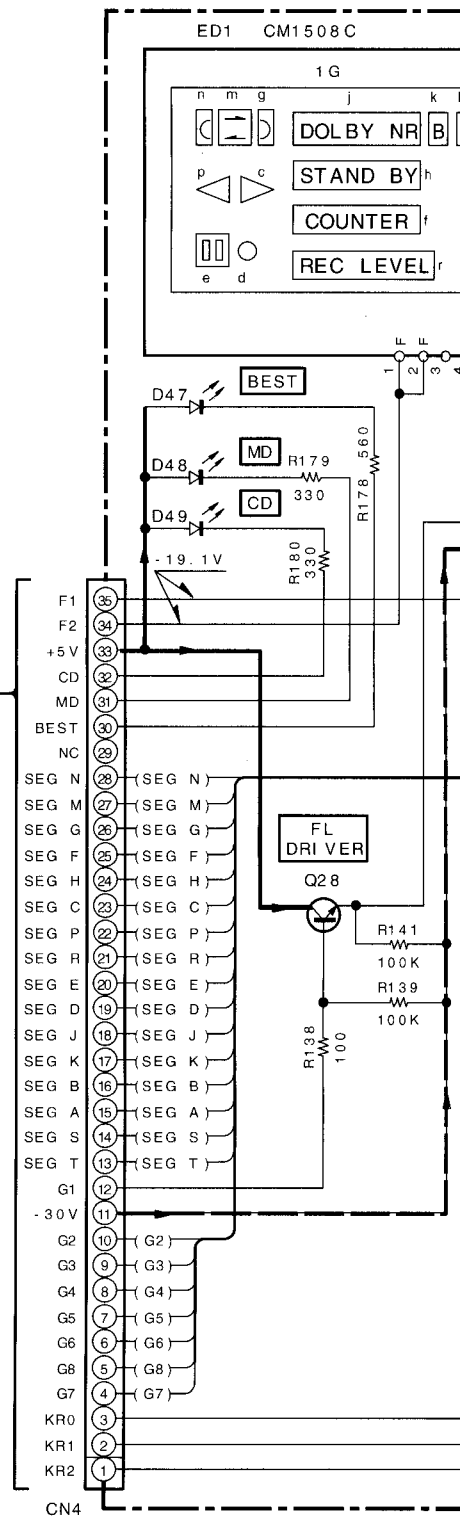 ED1 CM1508C
1G
n m g j k
DOLBY NR B
p c STAND BY h
COUNTER f
REC LEVEL r
e d
F F
1 2 3 4
D47 BEST
560
R178
D48 MD R179
330
D49 CD
R180
330
-19.1V
F1 35
F2 34
+5V 33
CD 32
MD 31
BEST 30
NC 29
SEG N 28 (SEG N)
SEG M 27 (SEG M)
SEG G 26 (SEG G)
SEG F 25 (SEG F)
SEG H 24 (SEG H)
SEG C 23 (SEG C)
SEG P 22 (SEG P)
SEG R 21 (SEG R)
SEG E 20 (SEG E)
SEG D 19 (SEG D)
SEG J 18 (SEG J)
SEG K 17 (SEG K)
SEG B 16 (SEG B)
SEG A 15 (SEG A)
SEG S 14 (SEG S)
SEG T 13 (SEG T)
G1 12
-30V 11
G2 10 (G2)
G3 9 (G3)
G4 8 (G4)
G5 7 (G5)
G6 6 (G6)
G8 5 (G8)
G7 4 (G7)
KR0 3
KR1 2
KR2 1
CN4
FL
DRIVER
Q28
R141
100K
R139
100K
R138
100